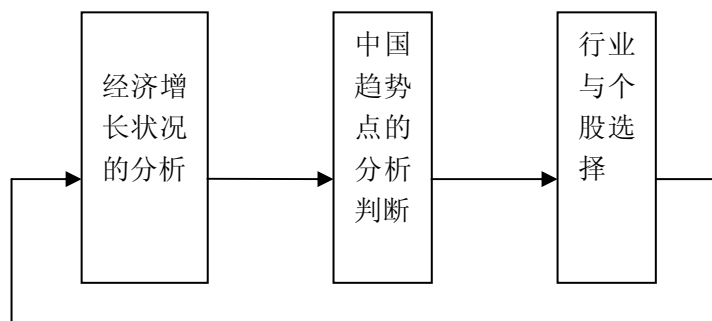 经济增
长状况
的分析
中国
趋势
点的
分析
判断
行业
与个
股选
择